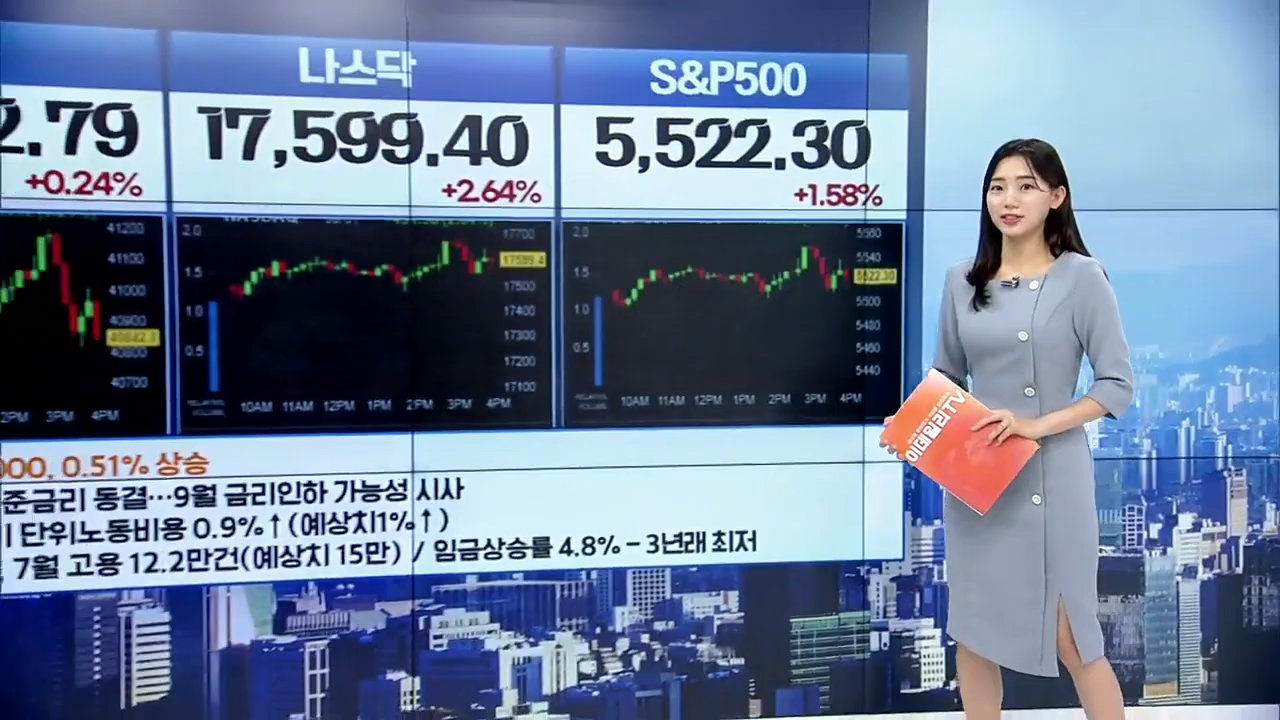 나스닥
S&P500
2.79
17,599.40
5,522.30
+0.24%
+2.64%
+1.58%
41200
41100
41000
40900
40842.
40800
40700
2PM 3PM 4PM
2.0
1.5
1.0
0.5
RELATIVE
VOLUME
17700
17599.4
17500
17400
17300
17200
17100
10AM 11AM 12PM 1PM 2PM 3PM 4PM
2.0
1.5
1.0
0.5
RELATIVE
VOLUME
5560
5540
5522.30
5500
5480
5460
5440
10AM 11AM 12PM 1PM 2PM 3PM 4PM
000, 0.51% 상승
준금리 동결…9월 금리인하 가능성 시사
단위노동비용 0.9%↑(예상치1%↑)
7월 고용 12.2만건(예상치 15만) / 임금상승률 4.8% – 3년래 최저
이데일리TV